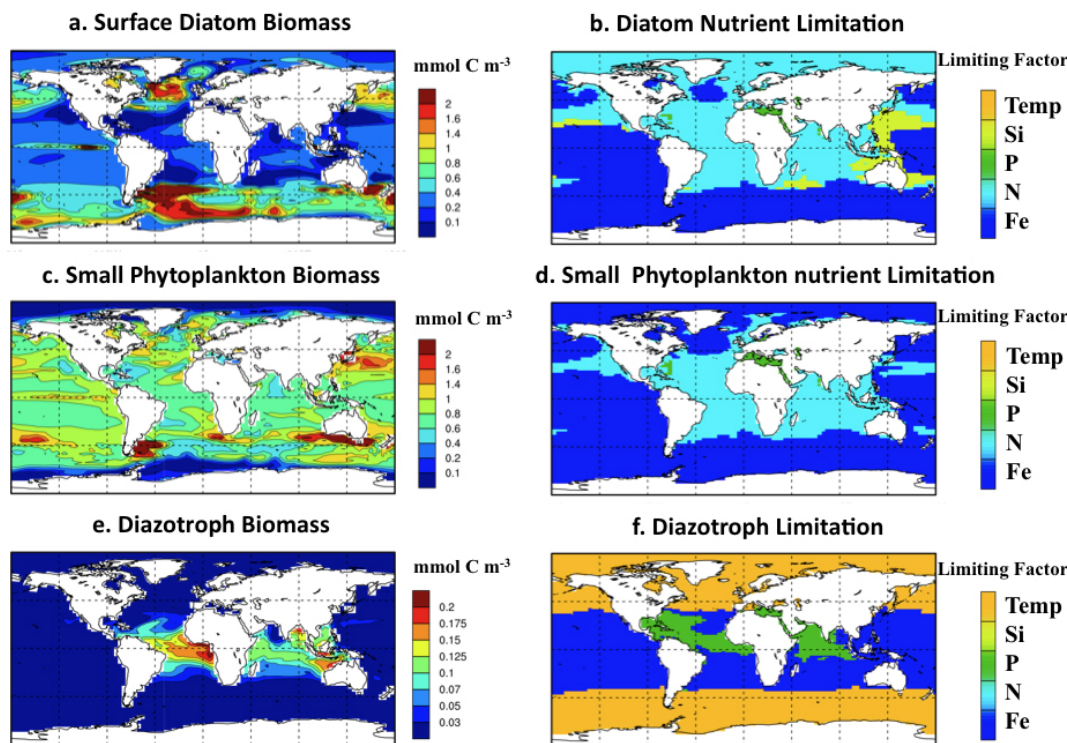 a. Surface Diatom Biomass
mmol C m⁻³
2
1.6
1.4
1
0.8
0.6
0.4
0.2
0.1
b. Diatom Nutrient Limitation
Limiting Factor
Temp
Si
P
N
Fe
c. Small Phytoplankton Biomass
mmol C m⁻³
2
1.6
1.4
1
0.8
0.6
0.4
0.2
0.1
d. Small Phytoplankton nutrient Limitation
Limiting Factor
Temp
Si
P
N
Fe
e. Diazotroph Biomass
mmol C m⁻³
0.2
0.175
0.15
0.125
0.1
0.07
0.05
0.03
f. Diazotroph Limitation
Limiting Factor
Temp
Si
P
N
Fe